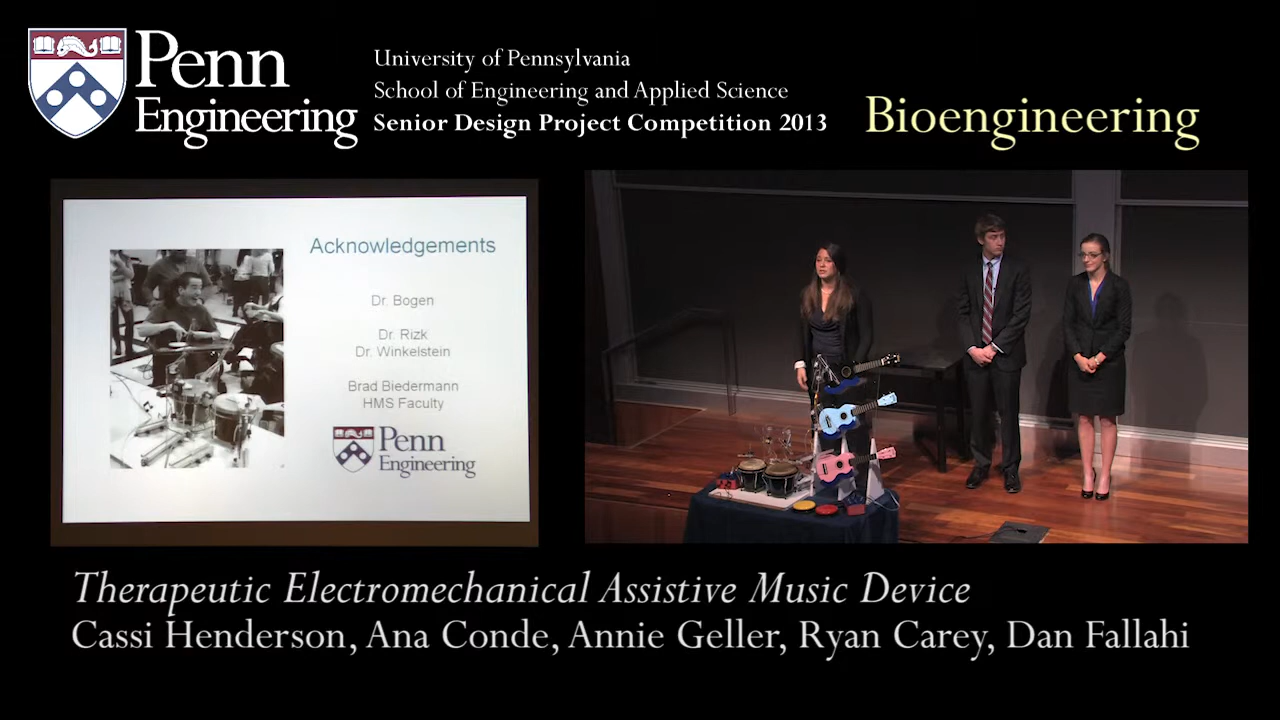 Penn
Engineering
University of Pennsylvania
School of Engineering and Applied Science
Senior Design Project Competition 2013
Bioengineering
Acknowledgements
Dr. Bogen
Dr. Rizk
Dr. Winkelstein
Brad Biedermann
HMS Faculty
Penn
Engineering
Therapeutic Electromechanical Assistive Music Device
Cassi Henderson, Ana Conde, Annie Geller, Ryan Carey, Dan Fallahi